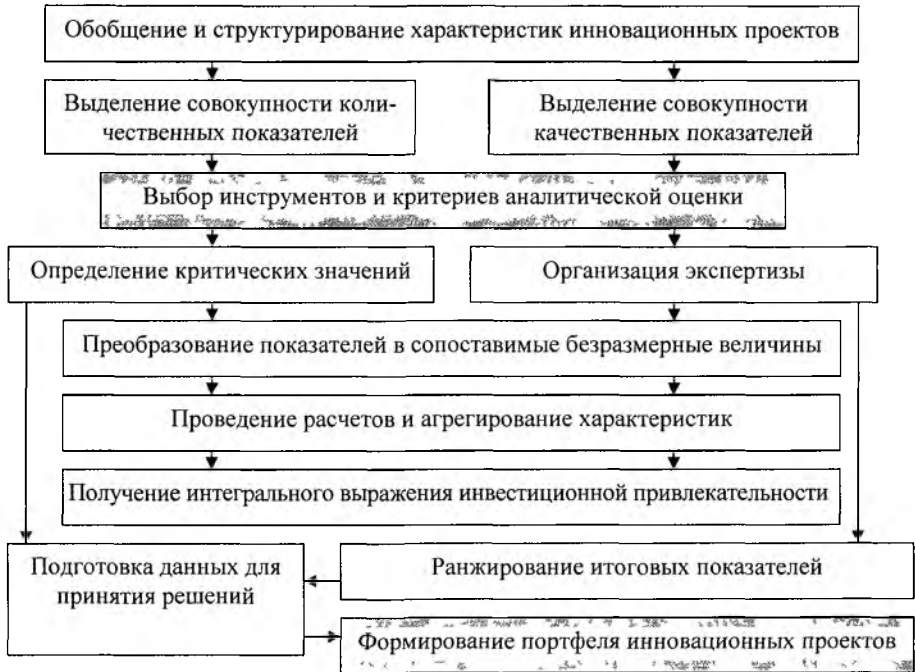 Обобщение и структурирование характеристик инновационных проектов
Выделение совокупности коли-
чественных показателей
Выделение совокупности
качественных показателей
Выбор инструментов и критериев аналитической оценки
Определение критических значений
Организация экспертизы
Преобразование показателей в сопоставимые безразмерные величины
Проведение расчетов и агрегирование характеристик
Получение интегрального выражения инвестиционной привлекательности
Подготовка данных для
принятия решений
Ранжирование итоговых показателей
Формирование портфеля инновационных проектов